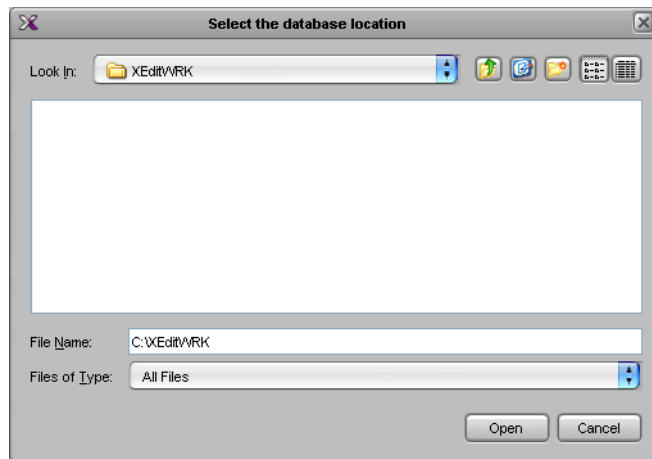 Select the database location
Look In: XEditWRK
File Name: C:\XEditWRK
Files of Type: All Files
Open Cancel